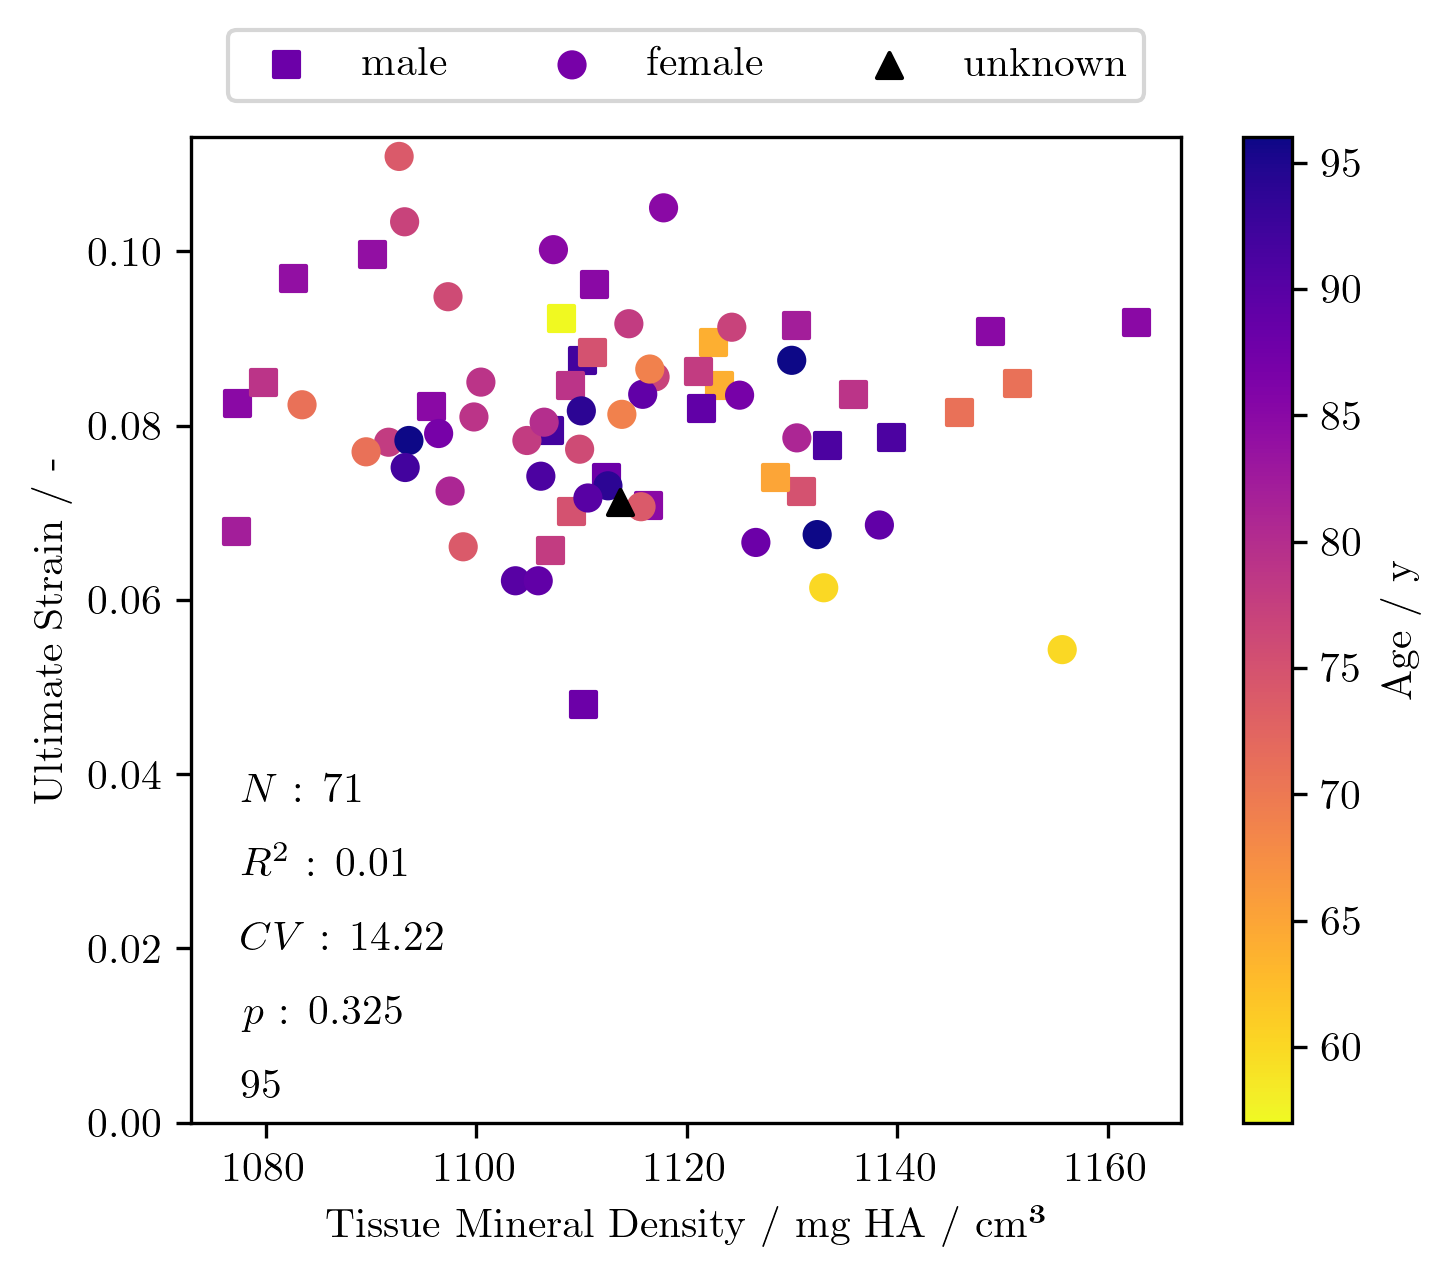 male female unknown
0.10
0.08
0.06
0.04
0.02
0.00
Ultimate Strain / -
N : 71
R² : 0.01
CV : 14.22
p : 0.325
95
1080 1100 1120 1140 1160
Tissue Mineral Density / mg HA / cm³
95
90
85
80
75
70
65
60
Age / y